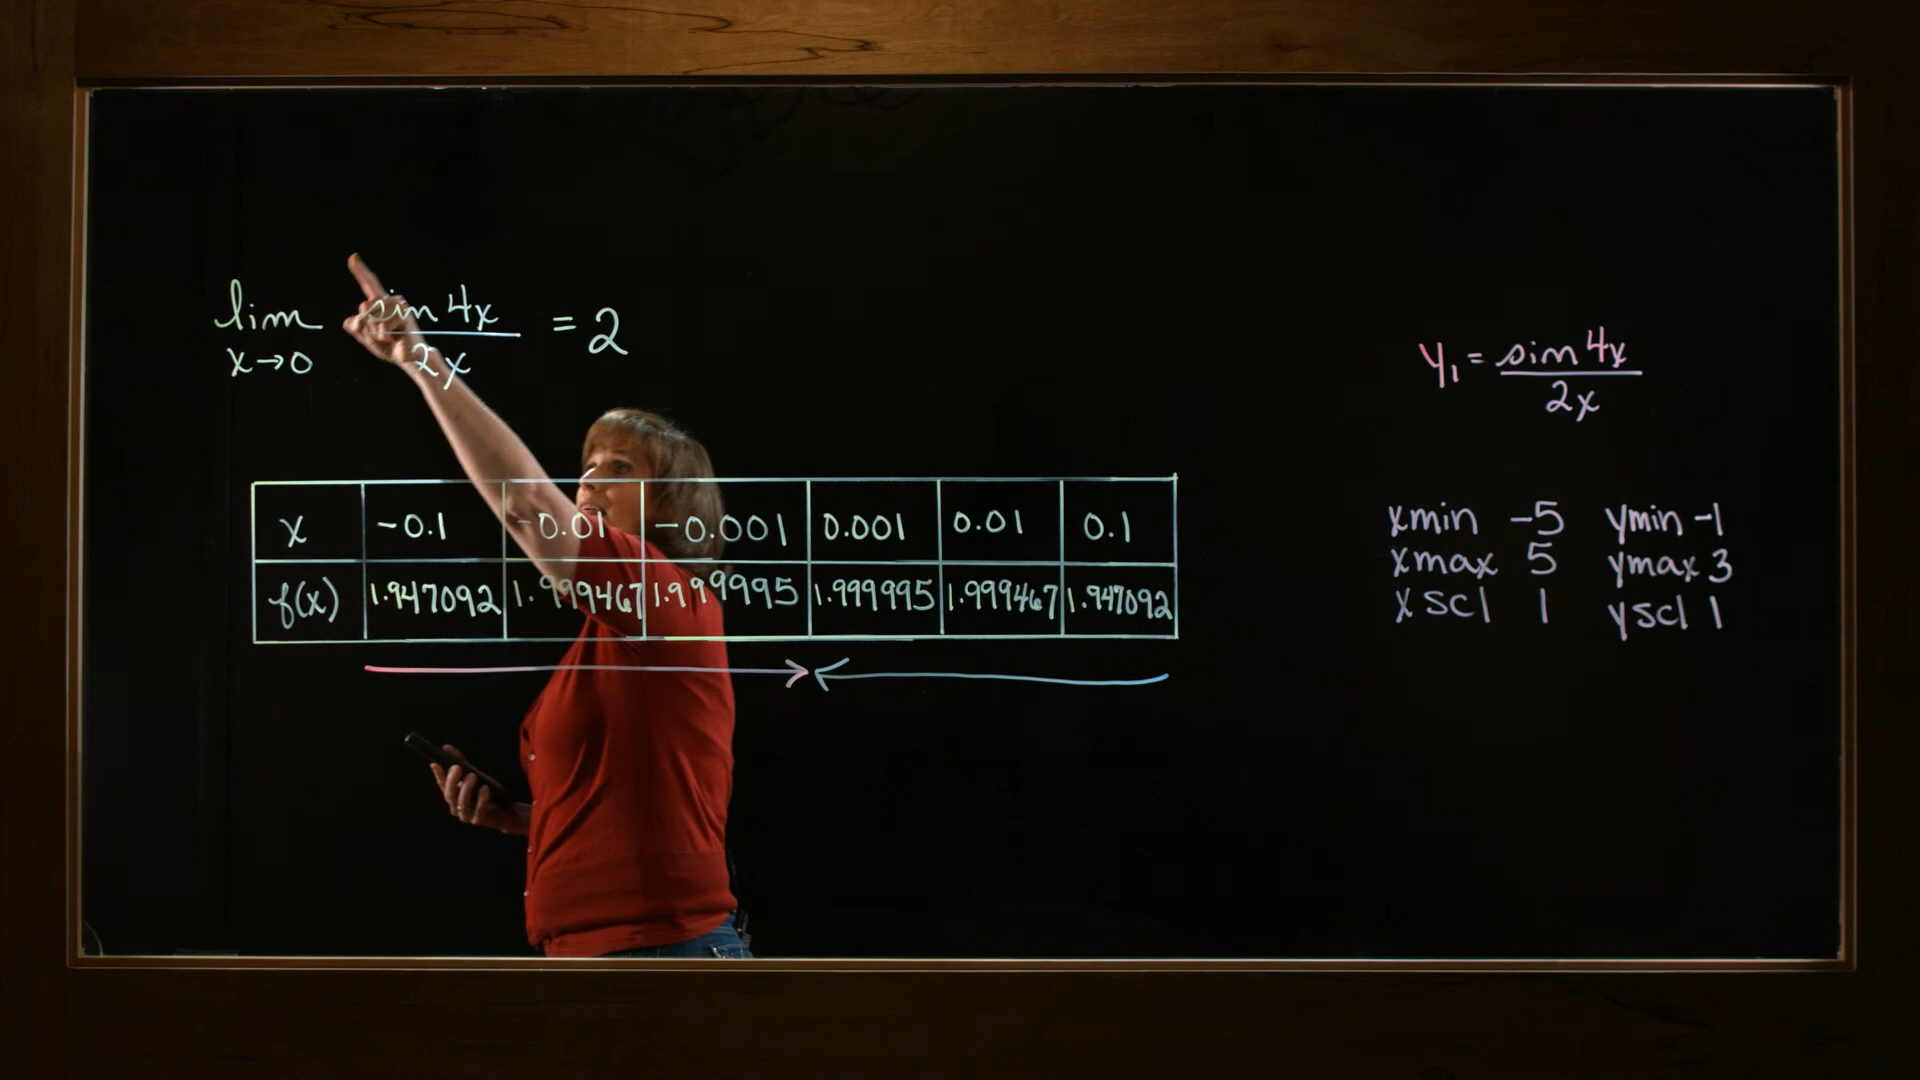 lim sin 4x = 2
x→0 2x
x -0.1 -0.01 -0.001 0.001 0.01 0.1
f(x) 1.947092 1.999467 1.999995 1.999995 1.999467 1.947092
y₁ = sin 4x
2x
xmin -5 ymin -1
xmax 5 ymax 3
xscl 1 yscl 1